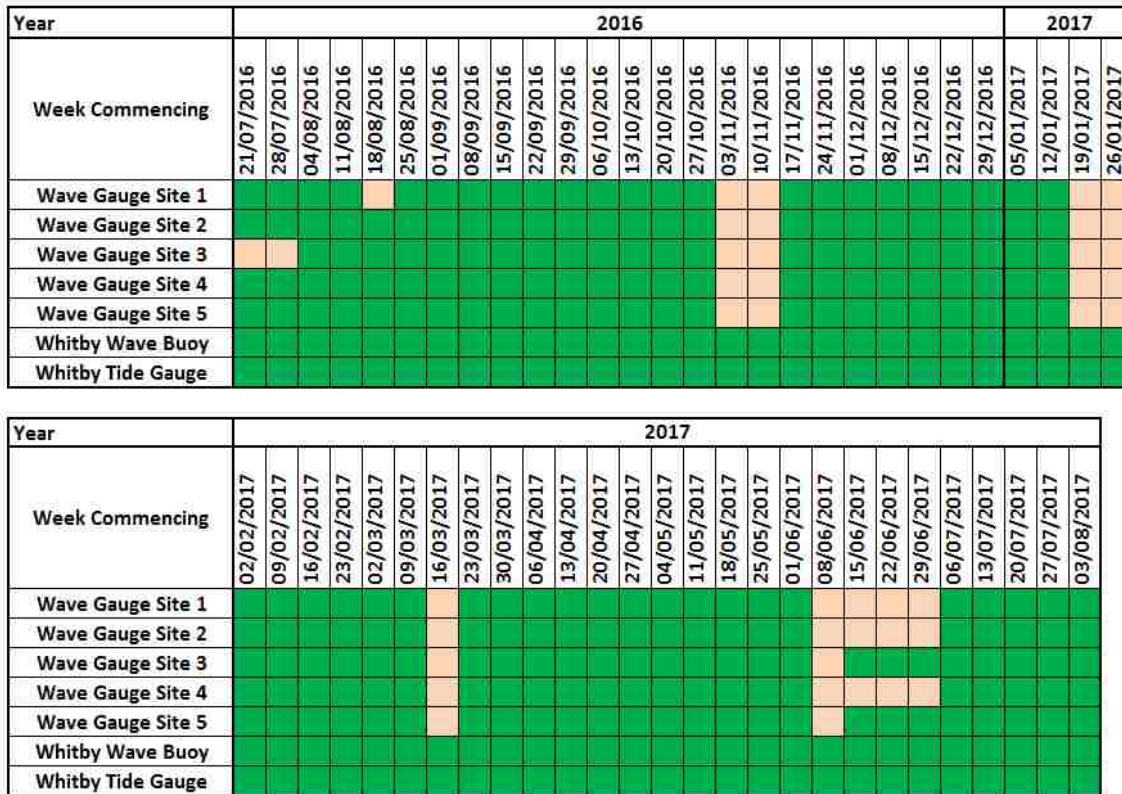 Year 2016 2017
Week Commencing 21/07/2016 28/07/2016 04/08/2016 11/08/2016 18/08/2016 25/08/2016 01/09/2016 08/09/2016 15/09/2016 22/09/2016 29/09/2016 06/10/2016 13/10/2016 20/10/2016 27/10/2016 03/11/2016 10/11/2016 17/11/2016 24/11/2016 01/12/2016 08/12/2016 15/12/2016 22/12/2016 29/12/2016 05/01/2017 12/01/2017 19/01/2017 26/01/2017
Wave Gauge Site 1
Wave Gauge Site 2
Wave Gauge Site 3
Wave Gauge Site 4
Wave Gauge Site 5
Whitby Wave Buoy
Whitby Tide Gauge
Year 2017
Week Commencing 02/02/2017 09/02/2017 16/02/2017 23/02/2017 02/03/2017 09/03/2017 16/03/2017 23/03/2017 30/03/2017 06/04/2017 13/04/2017 20/04/2017 27/04/2017 04/05/2017 11/05/2017 18/05/2017 25/05/2017 01/06/2017 08/06/2017 15/06/2017 22/06/2017 29/06/2017 06/07/2017 13/07/2017 20/07/2017 27/07/2017 03/08/2017
Wave Gauge Site 1
Wave Gauge Site 2
Wave Gauge Site 3
Wave Gauge Site 4
Wave Gauge Site 5
Whitby Wave Buoy
Whitby Tide Gauge